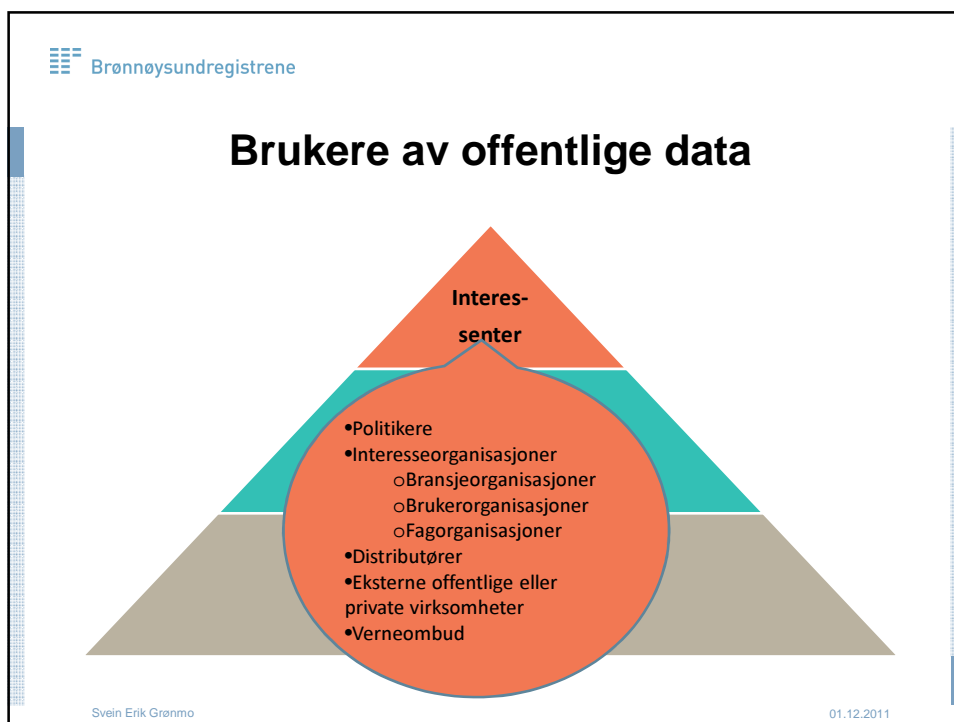 Brønnøysundregistrene
Brukere av offentlige data
Interes-
senter
•Politikere
•Interesseorganisasjoner
oBransjeorganisasjoner
oBrukerorganisasjoner
oFagorganisasjoner
•Distributører
•Eksterne offentlige eller
private virksomheter
•Verneombud
Svein Erik Grønmo
01.12.2011